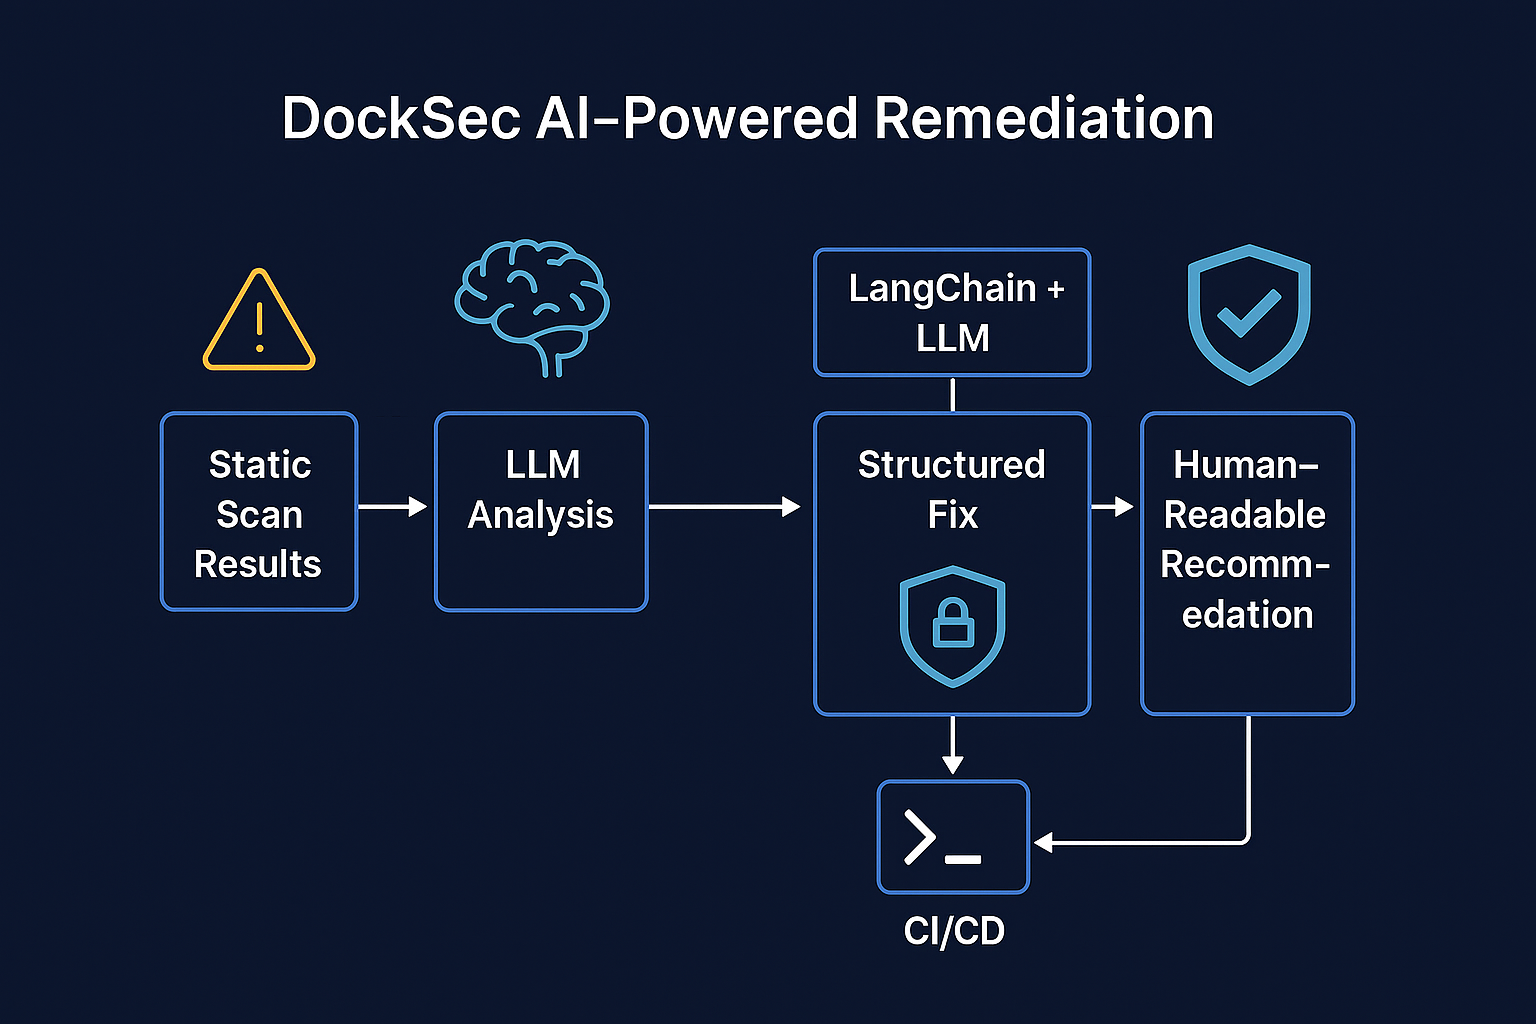 DockSec AI-Powered Remediation
LangChain +
LLM
Static
Scan
Results
LLM
Analysis
Structured
Fix
Human-
Readable
Recomm-
edation
>_
CI/CD